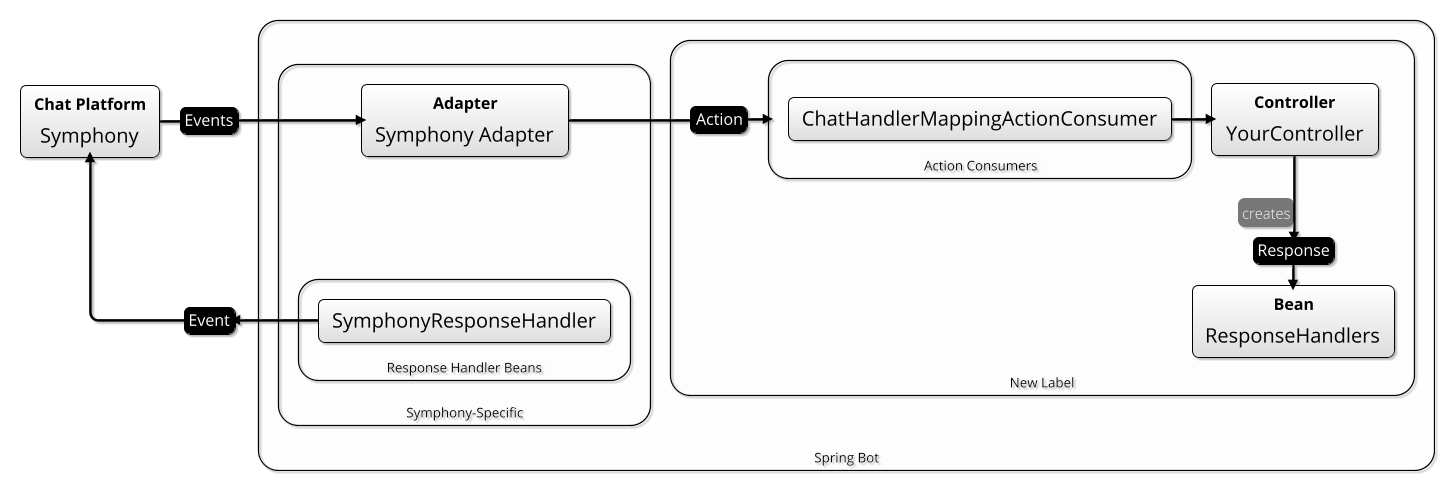 Chat Platform
Symphony
Events
Adapter
Symphony Adapter
Action
ChatHandlerMappingActionConsumer
Action Consumers
Controller
YourController
creates
Response
Bean
ResponseHandlers
New Label
Event
SymphonyResponseHandler
Response Handler Beans
Symphony-Specific
Spring Bot